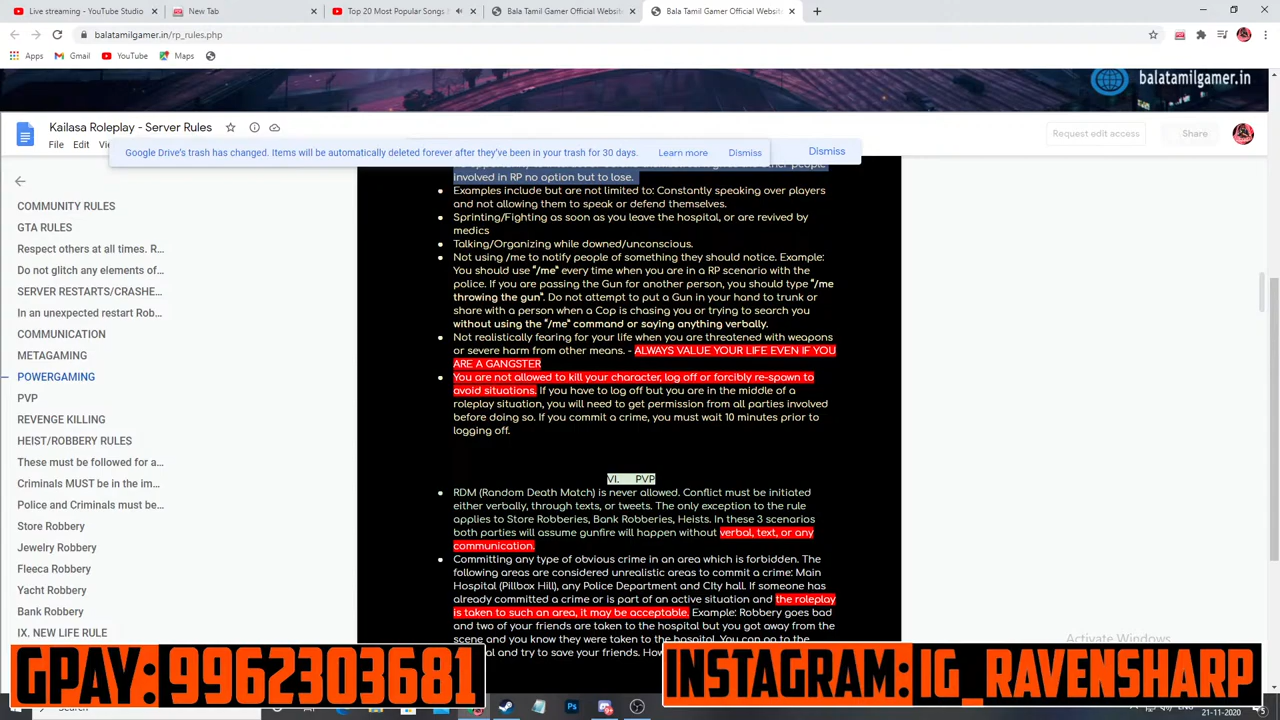 Live streaming - YouTube Studio
New Tab
Top 20 Most Popular Songs
Bala Tamil Gamer Official Website
Bala Tamil Gamer Official Website
balatamilgamer.in/rp_rules.php
Apps
Gmail
YouTube
Maps
balatamilgamer.in
Kailasa Roleplay - Server Rules
Request edit access
Share
File Edit
Google Drive's trash has changed. Items will be automatically deleted forever after they've been in your trash for 30 days.
Learn more
Dismiss
Dismiss
COMMUNITY RULES
GTA RULES
Respect others at all times. R...
Do not glitch any elements of...
SERVER RESTARTS/CRASHE...
In an unexpected restart Rob...
COMMUNICATION
METAGAMING
POWERGAMING
PVP
REVENGE KILLING
HEIST/ROBBERY RULES
These must be followed for a...
Criminals MUST be in the im...
Police and Criminals must be...
Store Robbery
Jewelry Robbery
Fleeca Robbery
Yacht Robbery
Bank Robbery
IX. NEW LIFE RULE
involved in RP no option but to lose.
Examples include but are not limited to: Constantly speaking over players
and not allowing them to speak or defend themselves.
Sprinting/Fighting as soon as you leave the hospital, or are revived by
medics
Talking/Organizing while downed/unconscious.
Not using /me to notify people of something they should notice. Example:
You should use "/me" every time when you are in a RP scenario with the
police. If you are passing the Gun for another person, you should type "/me
throwing the gun". Do not attempt to put a Gun in your hand to trunk or
share with a person when a Cop is chasing you or trying to search you
without using the "/me" command or saying anything verbally.
Not realistically fearing for your life when you are threatened with weapons
or severe harm from other means. - ALWAYS VALUE YOUR LIFE EVEN IF YOU
ARE A GANGSTER
You are not allowed to kill your character, log off or forcibly re-spawn to
avoid situations. If you have to log off but you are in the middle of a
roleplay situation, you will need to get permission from all parties involved
before doing so. If you commit a crime, you must wait 10 minutes prior to
logging off.
VI. PVP
RDM (Random Death Match) is never allowed. Conflict must be initiated
either verbally, through texts, or tweets. The only exception to the rule
applies to Store Robberies, Bank Robberies, Heists. In these 3 scenarios
both parties will assume gunfire will happen without verbal, text, or any
communication.
Committing any type of obvious crime in an area which is forbidden. The
following areas are considered unrealistic areas to commit a crime: Main
Hospital (Pillbox Hill), any Police Department and CIty hall. If someone has
already committed a crime or is part of an active situation and the roleplay
is taken to such an area, it may be acceptable. Example: Robbery goes bad
and two of your friends are taken to the hospital but you got away from the
scene and you know they were taken to the hospital. You can go to the
and try to save your friends.
Activate Windows
GPAY:9962303681
INSTAGRAM:IG_RAVENSHARP
21-11-2020
5